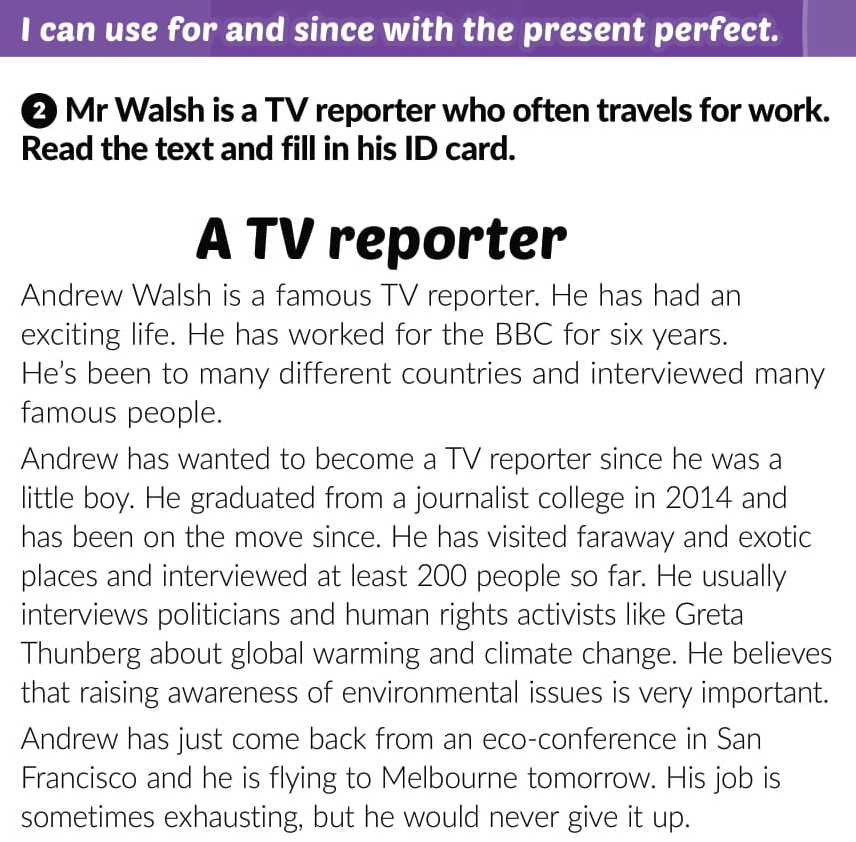 I can use for and since with the present perfect.
2 Mr Walsh is a TV reporter who often travels for work.
Read the text and fill in his ID card.
A TV reporter
Andrew Walsh is a famous TV reporter. He has had an
exciting life. He has worked for the BBC for six years.
He's been to many different countries and interviewed many
famous people.
Andrew has wanted to become a TV reporter since he was a
little boy. He graduated from a journalist college in 2014 and
has been on the move since. He has visited faraway and exotic
places and interviewed at least 200 people so far. He usually
interviews politicians and human rights activists like Greta
Thunberg about global warming and climate change. He believes
that raising awareness of environmental issues is very important.
Andrew has just come back from an eco-conference in San
Francisco and he is flying to Melbourne tomorrow. His job is
sometimes exhausting, but he would never give it up.